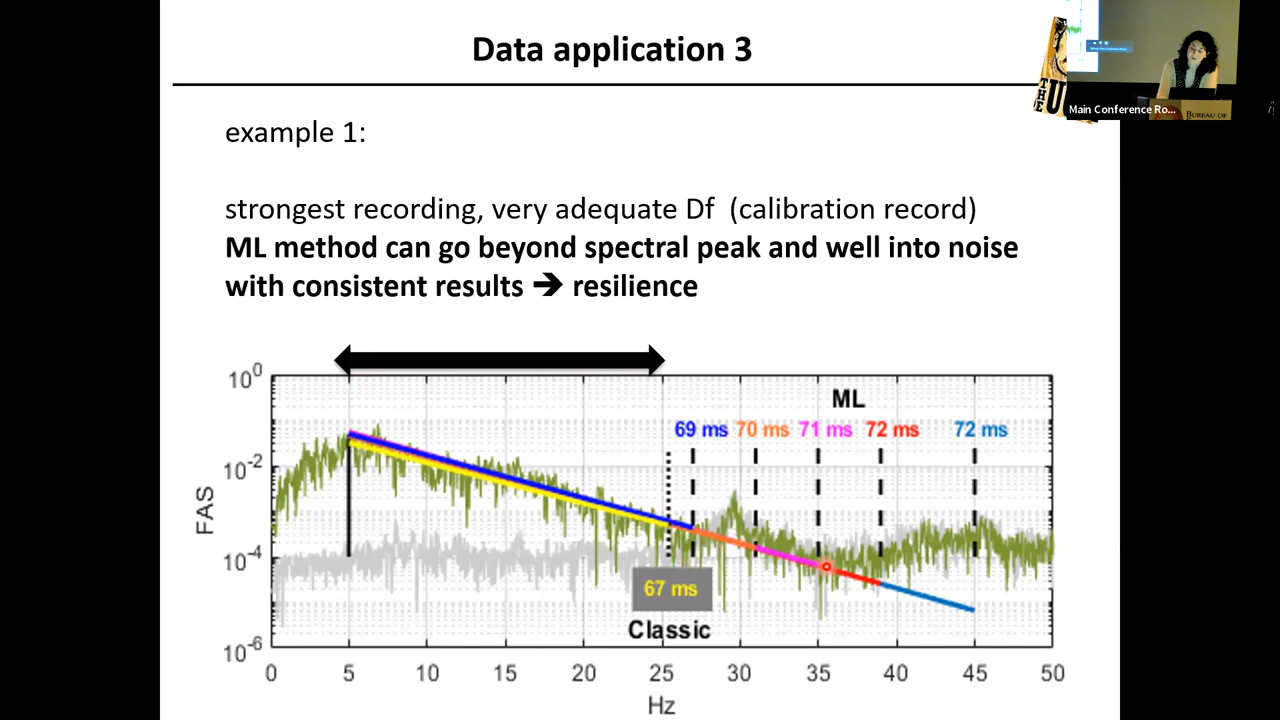 Data application 3
THE U
Main Conference Ro...
BUREAU OF
example 1:
strongest recording, very adequate Df (calibration record)
ML method can go beyond spectral peak and well into noise
with consistent results ➔ resilience
10^0
10^-2
10^-4
10^-6
FAS
ML
69 ms 70 ms 71 ms 72 ms 72 ms
67 ms
Classic
0 5 10 15 20 25 30 35 40 45 50
Hz